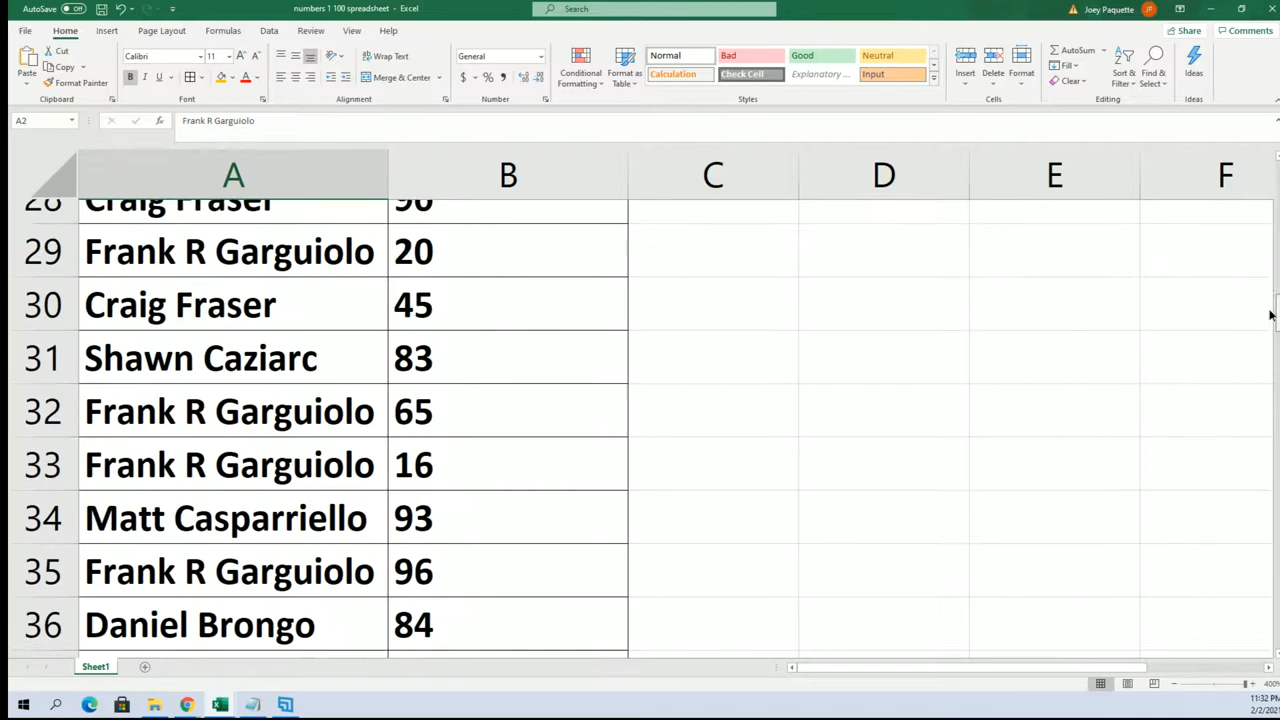 AutoSave Off numbers 1 100 spreadsheet - Excel Search Joey Paquette JP
File Home Insert Page Layout Formulas Data Review View Help Share Comments
Cut Calibri 11 Wrap Text General Normal Bad Good Neutral AutoSum
Copy Fill
Paste Format Painter B I U Merge & Center $ % Conditional Formatting Format as Table Calculation Check Cell Explanatory ... Input Insert Delete Format Clear Sort & Filter Find & Select Ideas
Clipboard Font Alignment Number Styles Cells Editing Ideas
A2 fx Frank R Garguiolo
A B C D E F
28 Craig Fraser 90
29 Frank R Garguiolo 20
30 Craig Fraser 45
31 Shawn Caziarc 83
32 Frank R Garguiolo 65
33 Frank R Garguiolo 16
34 Matt Casparriello 93
35 Frank R Garguiolo 96
36 Daniel Brongo 84
Sheet1
400%
11:32 PM